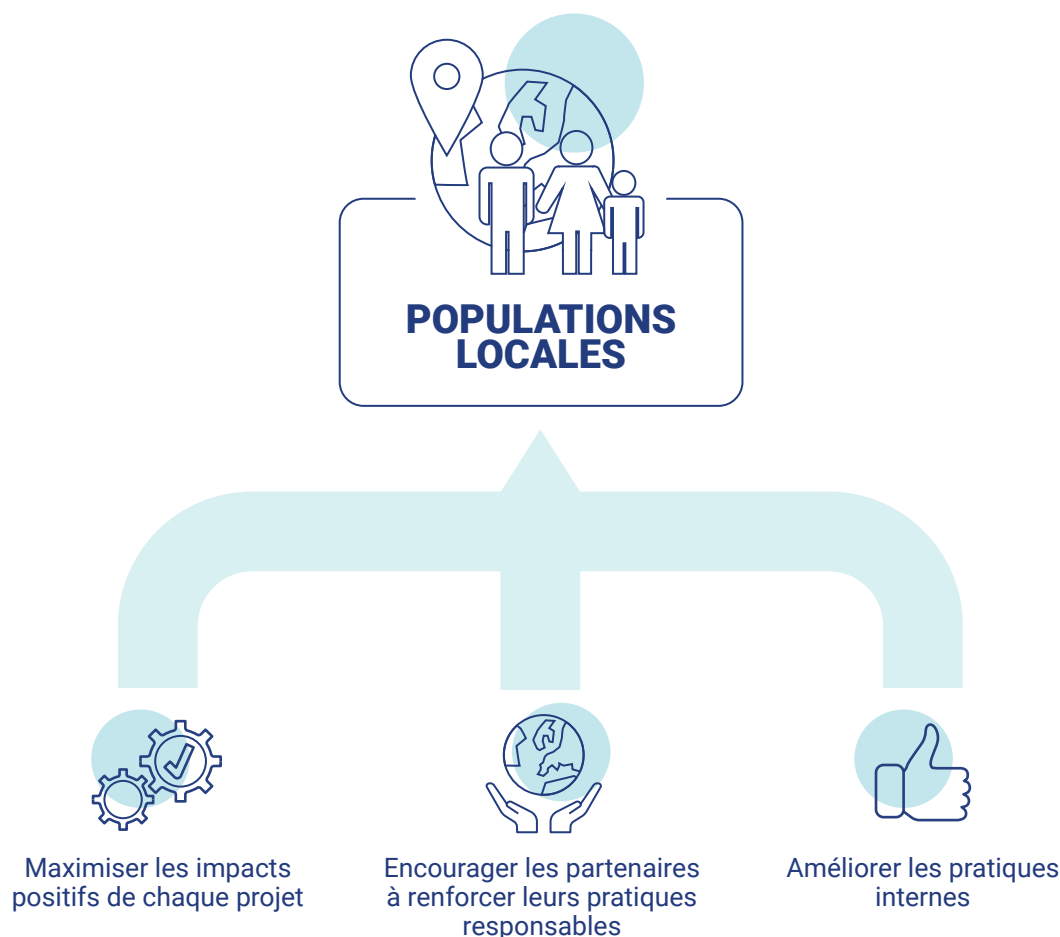 POPULATIONS
LOCALES
Maximiser les impacts
positifs de chaque projet
Encourager les partenaires
à renforcer leurs pratiques
responsables
Améliorer les pratiques
internes